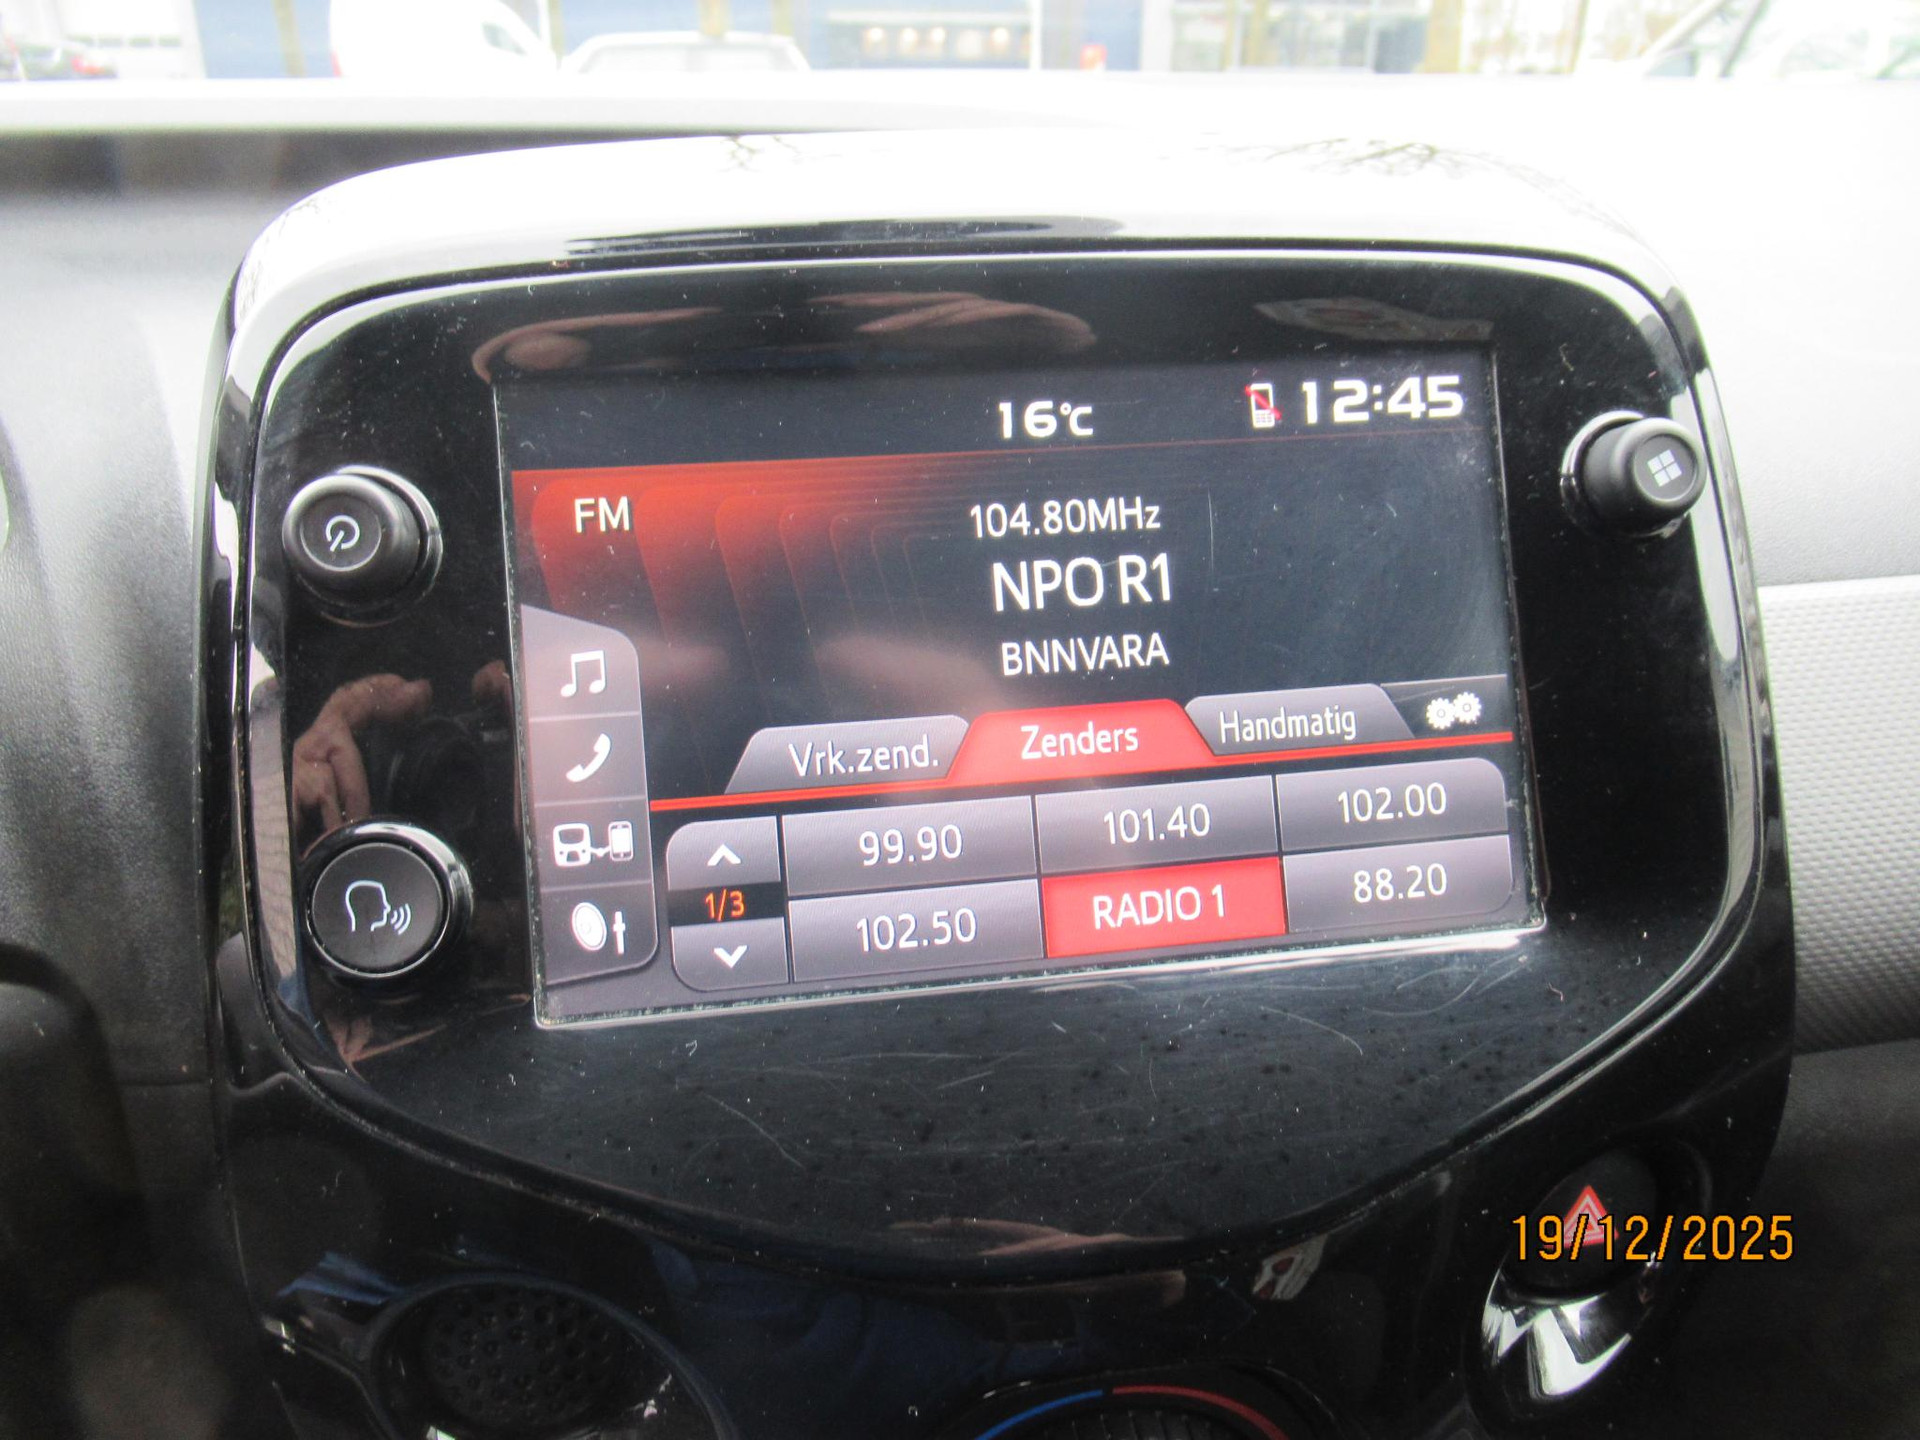 16°C
12:45
FM
104.80MHz
NPO R1
BNNVARA
Vrk.zend.
Zenders
Handmatig
99.90
101.40
102.00
1/3
102.50
RADIO 1
88.20
19/12/2025